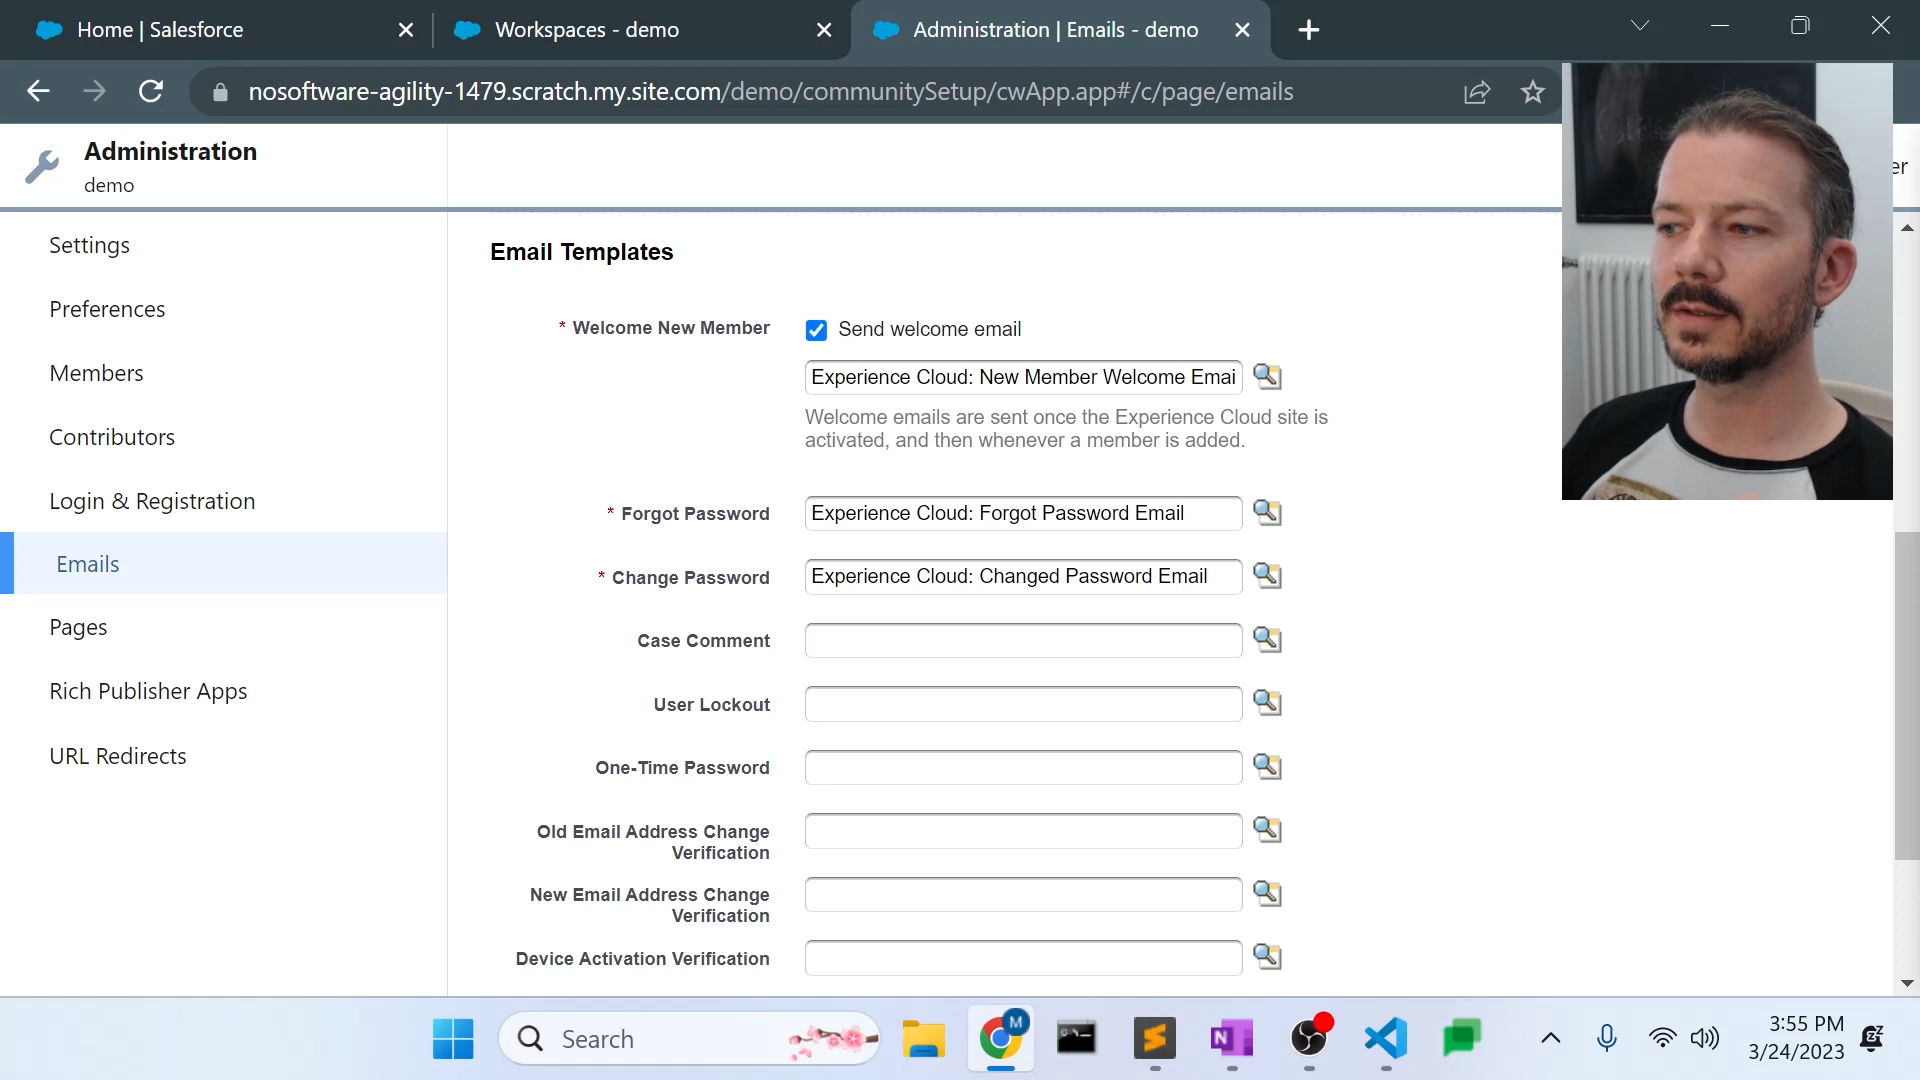 Home | Salesforce
Workspaces - demo
Administration | Emails - demo
nosoftware-agility-1479.scratch.my.site.com/demo/communitySetup/cwApp.app#/c/page/emails
Administration
demo
er
Settings
Preferences
Members
Contributors
Login & Registration
Emails
Pages
Rich Publisher Apps
URL Redirects
Email Templates
* Welcome New Member
Send welcome email
Experience Cloud: New Member Welcome Emai
Welcome emails are sent once the Experience Cloud site is
activated, and then whenever a member is added.
* Forgot Password
Experience Cloud: Forgot Password Email
* Change Password
Experience Cloud: Changed Password Email
Case Comment
User Lockout
One-Time Password
Old Email Address Change
Verification
New Email Address Change
Verification
Device Activation Verification
Search
M
N
3:55 PM
3/24/2023